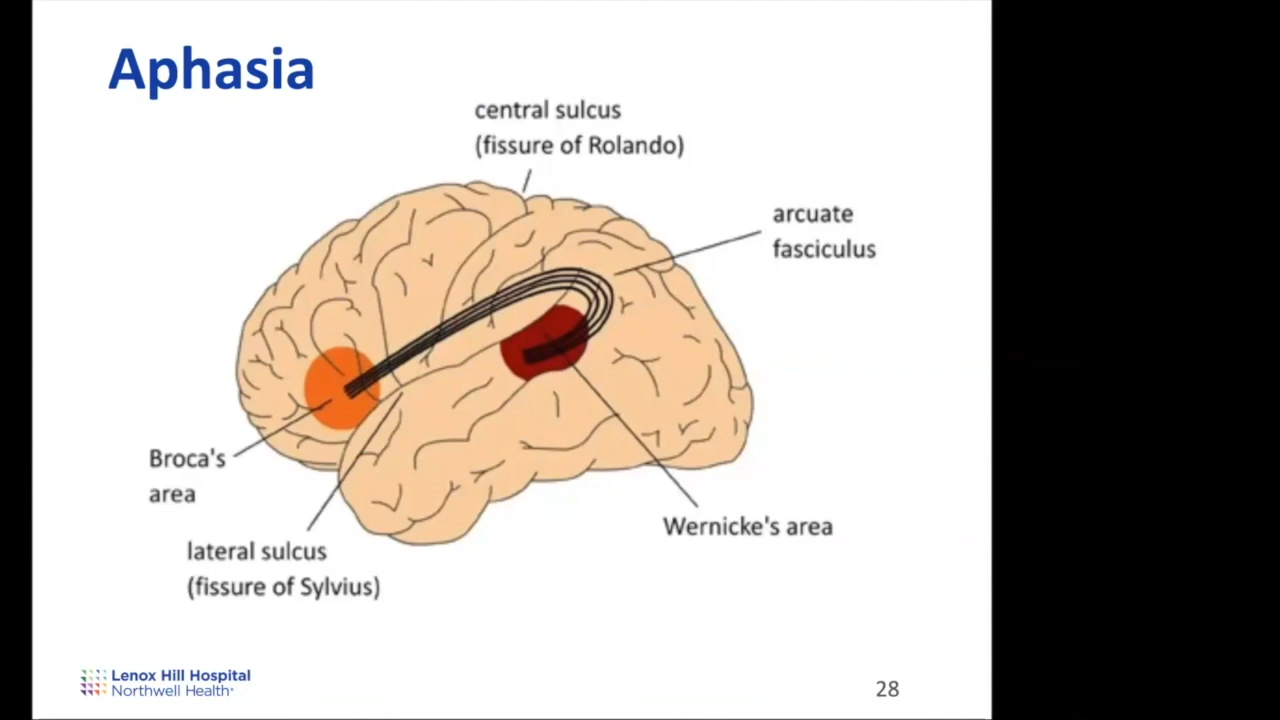 Aphasia
central sulcus
(fissure of Rolando)
arcuate
fasciculus
Broca's
area
lateral sulcus
(fissure of Sylvius)
Wernicke's area
Lenox Hill Hospital
Northwell Health
28